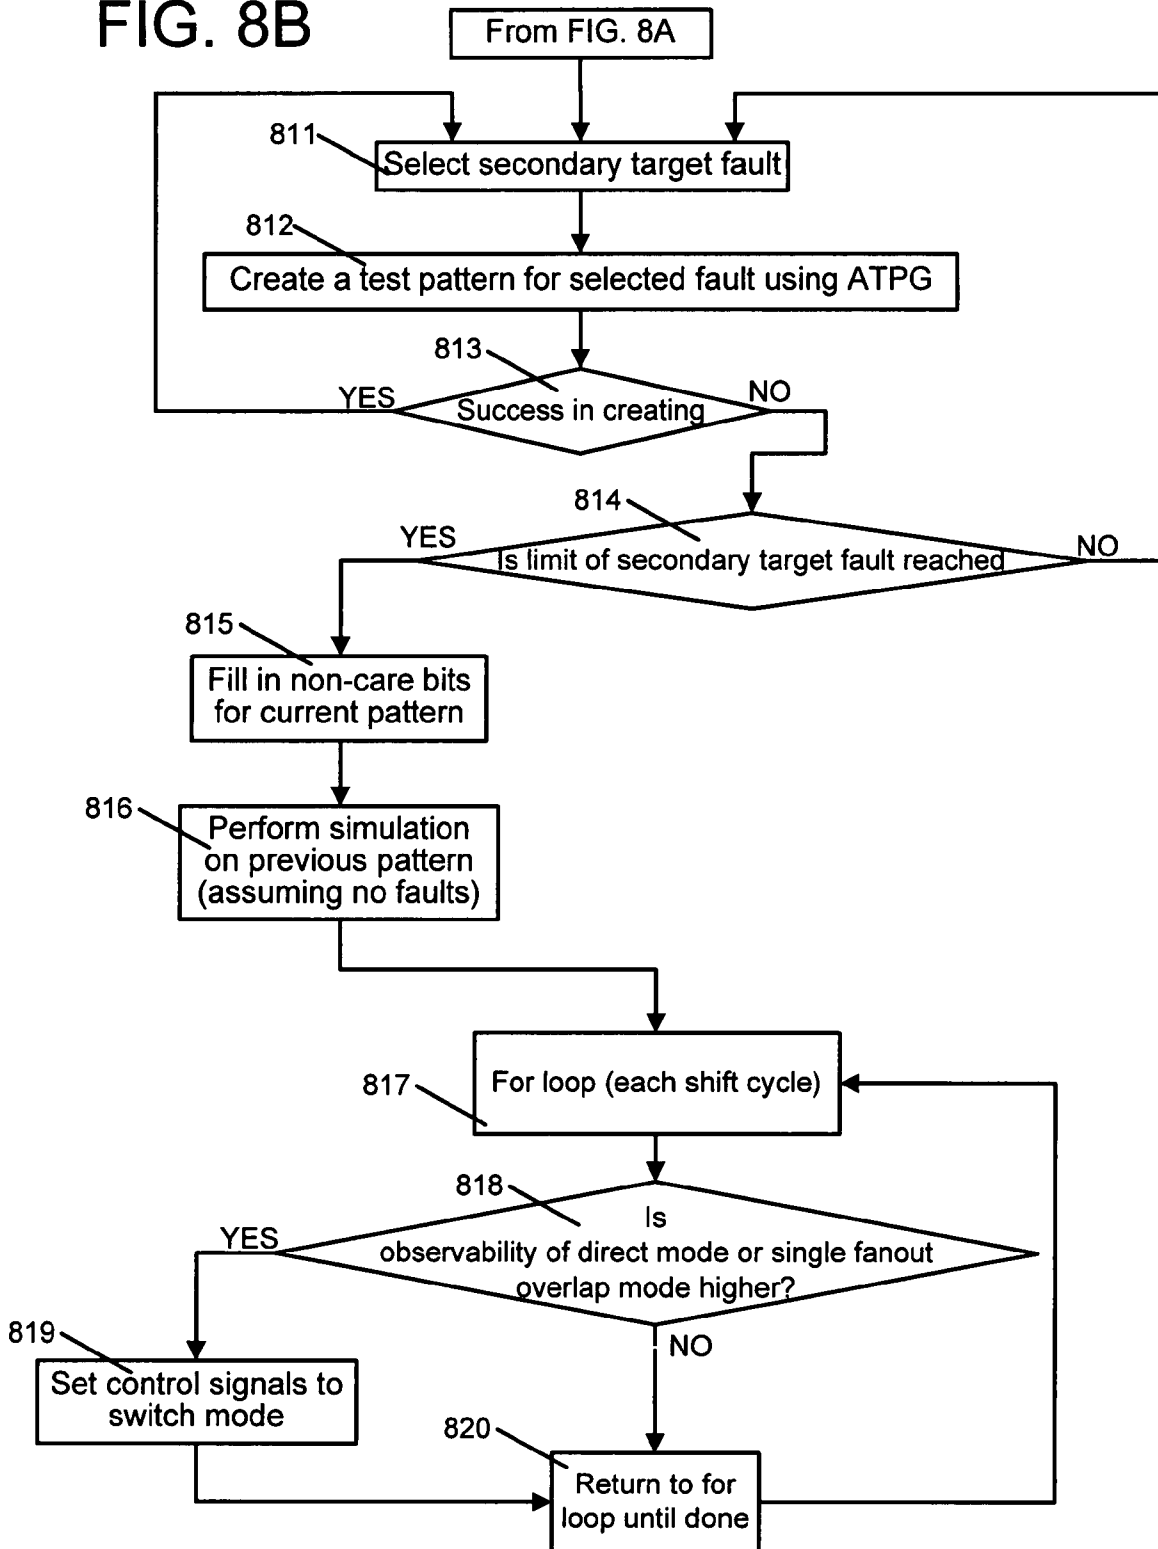 FIG. 8B
From FIG. 8A
811
Select secondary target fault
812
Create a test pattern for selected fault using ATPG
813
YES
Success in creating
NO
814
YES
Is limit of secondary target fault reached
NO
815
Fill in non-care bits
for current pattern
816
Perform simulation
on previous pattern
(assuming no faults)
817
For loop (each shift cycle)
818
YES
Is
observability of direct mode or single fanout
overlap mode higher?
NO
819
Set control signals to
switch mode
820
Return to for
loop until done